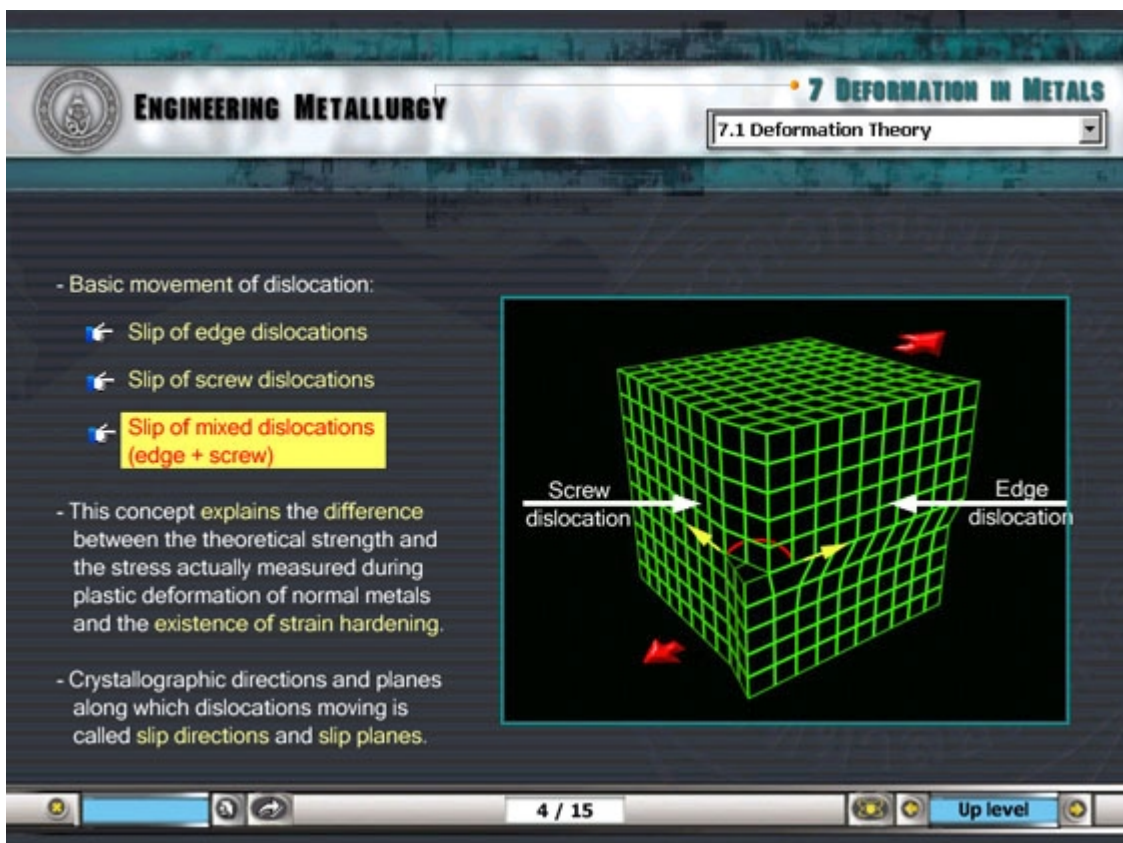 ENGINEERING METALLURGY
7 DEFORMATION IN METALS
7.1 Deformation Theory
- Basic movement of dislocation:
Slip of edge dislocations
Slip of screw dislocations
Slip of mixed dislocations
(edge + screw)
- This concept explains the difference
between the theoretical strength and
the stress actually measured during
plastic deformation of normal metals
and the existence of strain hardening.
- Crystallographic directions and planes
along which dislocations moving is
called slip directions and slip planes.
Screw
dislocation
Edge
dislocation
4 / 15
Up level